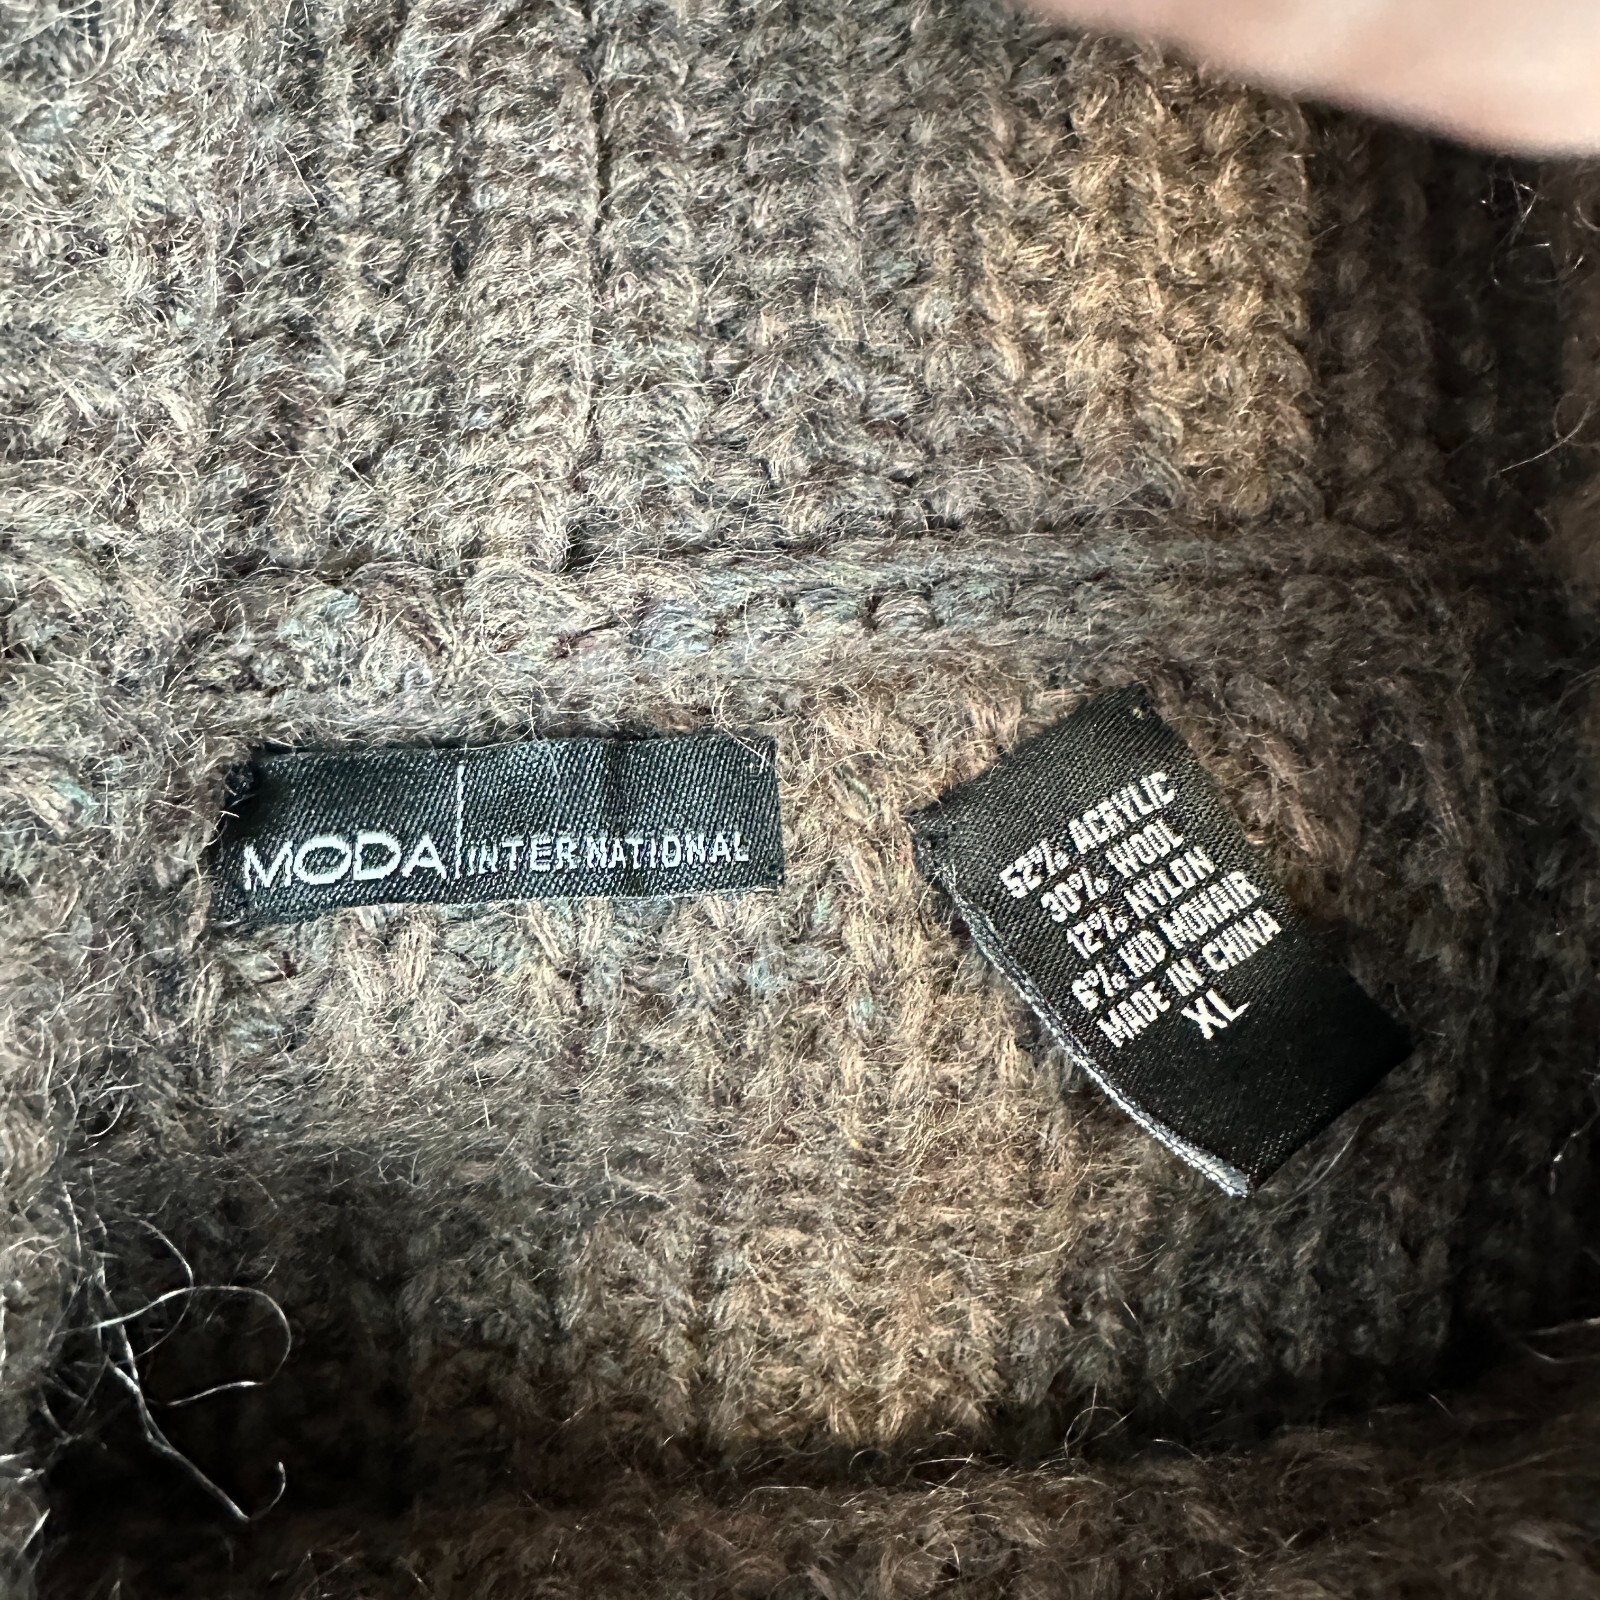 MODA INTERNATIONAL
52% ACRYLIC
30% WOOL
12% NYLON
6% KID MOHAIR
MADE IN CHINA
XL